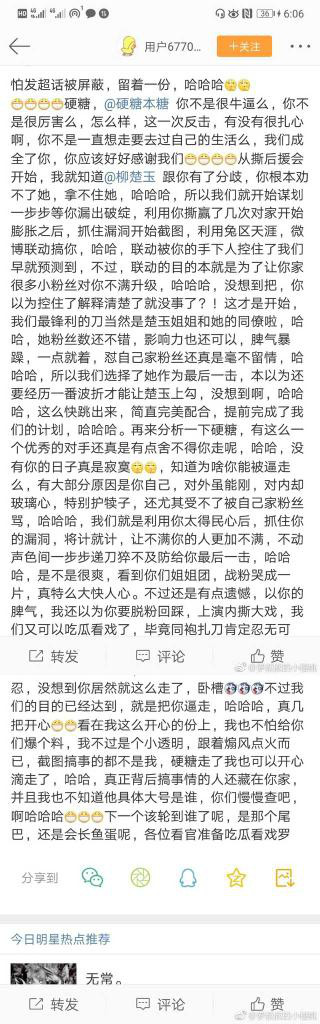 6:06
用户6770...
+关注
怕发超话被屏蔽，留着一份，哈哈哈
硬糖，@硬糖本糖 你不是很牛逼么，你不
是很厉害么，怎么样，这一次反击，有没有很扎心
啊，你不是一直想走要去过自己的生活么，我们成
全了你，你应该好好感谢我们从撕后援会
开始，我就知道@柳楚玉 跟你有了分歧，你根本劝
不了她，拿不住她，哈哈哈，所以我们就开始谋划
一步步等你漏出破绽，利用你撕赢了几次对家开始
膨胀之后，抓住漏洞开始截图，利用兔区天涯，微
博联动搞你，哈哈，联动被你的手下人控住了我们
早就预测到，不过，联动的目的本就是为了让你家
很多小粉丝对你不满升级，哈哈哈，没想到把，你
以为控住了解释清楚了就没事了？！这才是开始，
我们最锋利的刀当然是楚玉姐姐和她的同僚啦，哈
哈，她粉丝数还不错，影响力也还可以，脾气暴
躁，一点就着，怼自己家粉丝还真是毫不留情，哈哈
哈，所以我们选择了她作为最后一击，本以为还
要经历一番波折才能让楚玉上勾，没想到啊，哈哈
哈，这么快跳出来，简直完美配合，提前完成了我
们的计划，哈哈哈。再来分析一下硬糖，有这么一
个优秀的对手还真是有点舍不得你走呢，哈哈，没
有你的日子真是寂寞，知道为啥你能被逼走
么，有大部分原因是你自己，对外虽能刚，对内却
玻璃心，特别护犊子，还尤其受不了被自己家粉丝
骂，哈哈哈，我们就是利用你太得民心后，抓住你
的漏洞，将计就计，让不满你的人更加不满，不动
声色间一步步递刀猝不及防给你最后一击，哈哈
哈，是不是很爽，看到你们姐姐团，战粉哭成一
片，真特么大快人心。不过还是有点遗憾，以你的
脾气，我还以为你要脱粉回踩，上演内撕大戏，我
们又可以吃瓜看戏了，毕竟同袍扎刀肯定忍无可
转发
评论
赞
忍，没想到你居然就这么走了，卧槽不过我
们的目的已经达到，就是把你逼走，哈哈哈，真几
把开心看在我这么开心的份上，我也不怕给你
们爆个料，我不过是个小透明，跟着煽风点火而
已，截图搞事的都不是我，硬糖走了我也可以开心
滴走了，哈哈，真正背后搞事情的人还藏在你家，
并且我也不知道他具体大号是谁，你们慢慢查吧，
啊哈哈哈下一个该轮到谁了呢，是那个尾
巴，还是会长鱼蛋呢，各位看官准备吃瓜看戏罗
分享到
今日明星热点推荐
无常。
转发
评论
赞